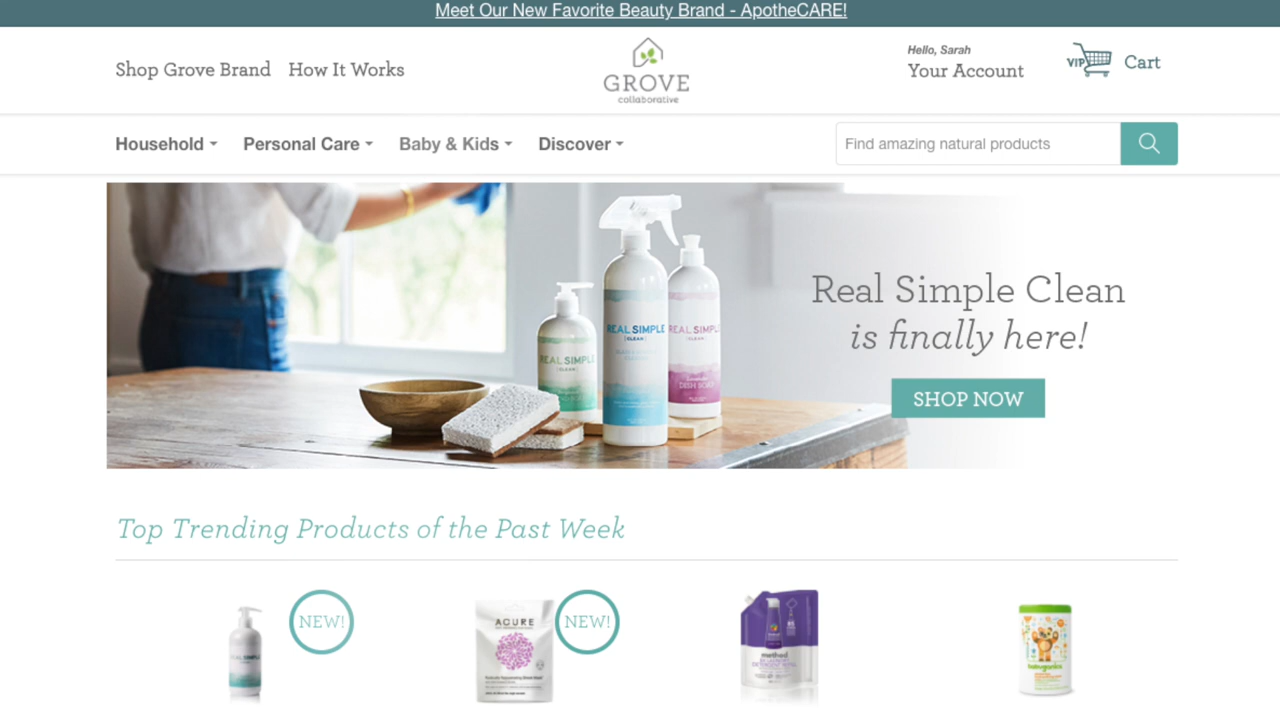 Meet Our New Favorite Beauty Brand - ApotheCARE!
Shop Grove Brand How It Works
GROVE
collaborative
Hello, Sarah
Your Account
VIP
Cart
Household Personal Care Baby & Kids Discover
Find amazing natural products
REAL SIMPLE
[CLEAN]
REAL SIMPLE
[CLEAN]
REAL SIMPLE
[CLEAN]
DISH SOAP
Real Simple Clean
is finally here!
SHOP NOW
Top Trending Products of the Past Week
REAL SIMPLE
NEW!
ACURE
NEW!
method
babyganics